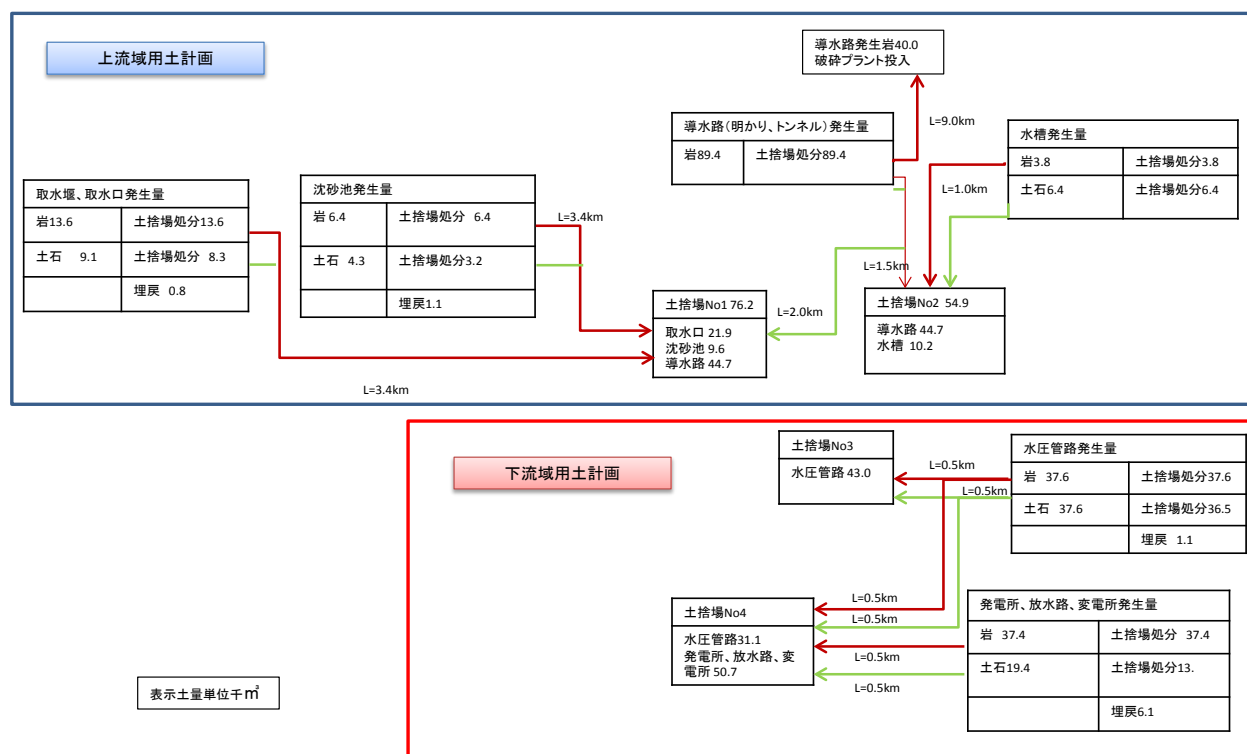 上流域用土計画
導水路発生岩40.0
破砕プラント投入
L=9.0km
導水路（明かり、トンネル）発生量
岩89.4 土捨場処分89.4
水槽発生量
岩3.8 土捨場処分3.8
土石6.4 土捨場処分6.4
L=1.0km
取水堰、取水口発生量
岩13.6 土捨場処分13.6
土石 9.1 土捨場処分 8.3
埋戻 0.8
沈砂池発生量
岩 6.4 土捨場処分 6.4
土石 4.3 土捨場処分3.2
埋戻1.1
L=3.4km
L=1.5km
L=2.0km
土捨場No1 76.2
取水口 21.9
沈砂池 9.6
導水路 44.7
土捨場No2 54.9
導水路 44.7
水槽 10.2
L=3.4km
下流域用土計画
土捨場No3
水圧管路 43.0
L=0.5km
L=0.5km
水圧管路発生量
岩 37.6 土捨場処分37.6
土石 37.6 土捨場処分36.5
埋戻 1.1
土捨場No4
水圧管路31.1
発電所、放水路、変
電所 50.7
L=0.5km
L=0.5km
L=0.5km
L=0.5km
発電所、放水路、変電所発生量
岩 37.4 土捨場処分 37.4
土石19.4 土捨場処分13.
埋戻6.1
表示土量単位千㎥